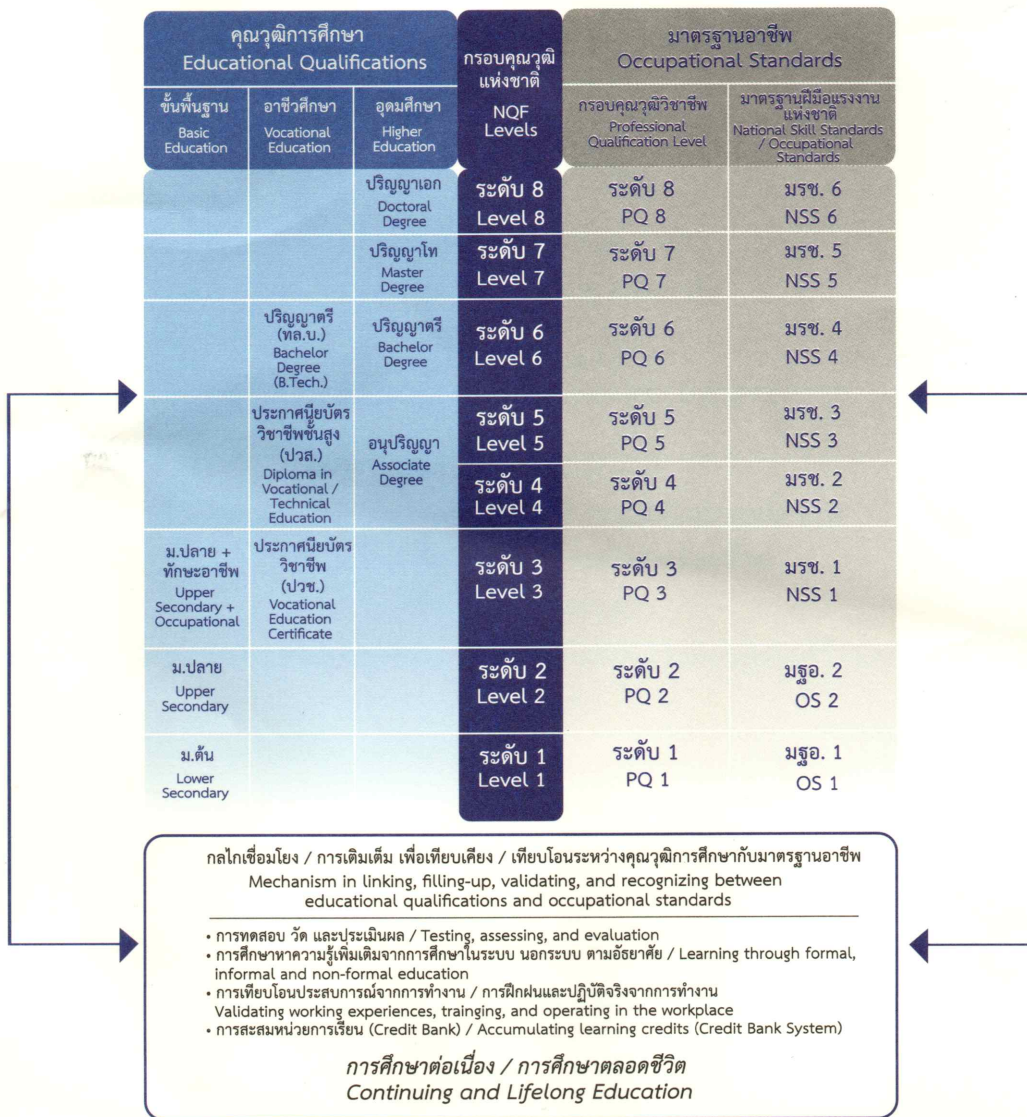 คุณวุฒิการศึกษา
Educational Qualifications
กรอบคุณวุฒิ
แห่งชาติ
NQF
Levels
มาตรฐานอาชีพ
Occupational Standards
ขั้นพื้นฐาน
Basic
Education
อาชีวศึกษา
Vocational
Education
อุดมศึกษา
Higher
Education
กรอบคุณวุฒิวิชาชีพ
Professional
Qualification Level
มาตรฐานฝีมือแรงงาน
แห่งชาติ
National Skill Standards
/ Occupational
Standards
ปริญญาเอก
Doctoral
Degree
ระดับ 8
Level 8
ระดับ 8
PQ 8
มรช. 6
NSS 6
ปริญญาโท
Master
Degree
ระดับ 7
Level 7
ระดับ 7
PQ 7
มรช. 5
NSS 5
ปริญญาตรี
(ทล.บ.)
Bachelor
Degree
(B.Tech.)
ปริญญาตรี
Bachelor
Degree
ระดับ 6
Level 6
ระดับ 6
PQ 6
มรช. 4
NSS 4
ประกาศนียบัตร
วิชาชีพชั้นสูง
(ปวส.)
Diploma in
Vocational /
Technical
Education
อนุปริญญา
Associate
Degree
ระดับ 5
Level 5
ระดับ 5
PQ 5
มรช. 3
NSS 3
ระดับ 4
Level 4
ระดับ 4
PQ 4
มรช. 2
NSS 2
ม.ปลาย +
ทักษะอาชีพ
Upper
Secondary +
Occupational
ประกาศนียบัตร
วิชาชีพ
(ปวช.)
Vocational
Education
Certificate
ระดับ 3
Level 3
ระดับ 3
PQ 3
มรช. 1
NSS 1
ม.ปลาย
Upper
Secondary
ระดับ 2
Level 2
ระดับ 2
PQ 2
มฐอ. 2
OS 2
ม.ต้น
Lower
Secondary
ระดับ 1
Level 1
ระดับ 1
PQ 1
มฐอ. 1
OS 1
กลไกเชื่อมโยง / การเติมเต็ม เพื่อเทียบเคียง / เทียบโอนระหว่างคุณวุฒิการศึกษากับมาตรฐานอาชีพ
Mechanism in linking, filling-up, validating, and recognizing between
educational qualifications and occupational standards
• การทดสอบ วัด และประเมินผล / Testing, assessing, and evaluation
• การศึกษาหาความรู้เพิ่มเติมจากการศึกษาในระบบ นอกระบบ ตามอัธยาศัย / Learning through formal,
informal and non-formal education
• การเทียบโอนประสบการณ์จากการทำงาน / การฝึกฝนและปฏิบัติจริงจากการทำงาน
Validating working experiences, trainging, and operating in the workplace
• การสะสมหน่วยการเรียน (Credit Bank) / Accumulating learning credits (Credit Bank System)
การศึกษาต่อเนื่อง / การศึกษาตลอดชีวิต
Continuing and Lifelong Education